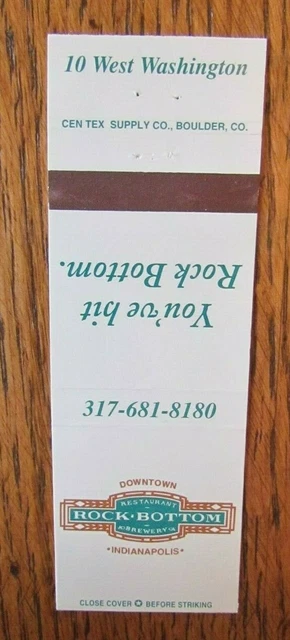 10 West Washington
CEN TEX SUPPLY CO., BOULDER, CO.
You've hit
Rock Bottom.
317-681-8180
DOWNTOWN
RESTAURANT
ROCK·BOTTOM
BREWERY
•INDIANAPOLIS•
CLOSE COVER BEFORE STRIKING